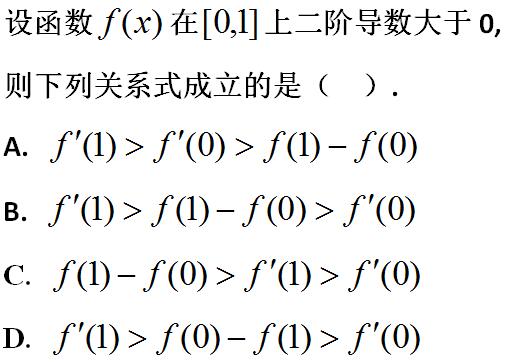 设函数 f(x) 在[0,1]上二阶导数大于 0,
则下列关系式成立的是（　）.
A. f′(1) > f′(0) > f(1) − f(0)
B. f′(1) > f(1) − f(0) > f′(0)
C. f(1) − f(0) > f′(1) > f′(0)
D. f′(1) > f(0) − f(1) > f′(0)